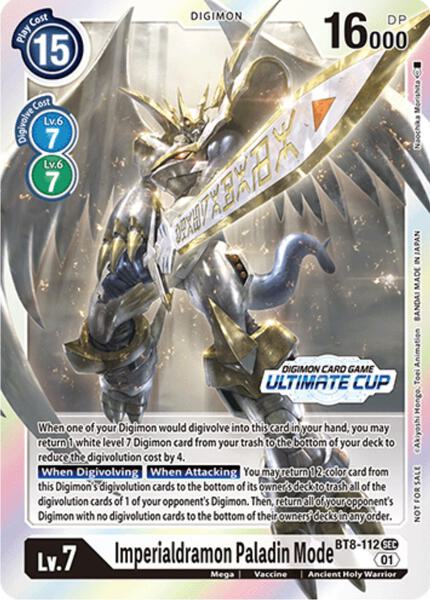 Play Cost
15
DIGIMON
16000 DP
Digivolve Cost
Lv.6
7
Lv.6
7
Naochika Morishita
DIGIMON CARD GAME
ULTIMATE CUP
©Akiyoshi Hongo, Toei Animation BANDAI MADE IN JAPAN
NOT FOR SALE
When one of your Digimon would digivolve into this card in your hand, you may
return 1 white level 7 Digimon card from your trash to the bottom of your deck to
reduce the digivolution cost by 4.
When Digivolving When Attacking You may return 1 2-color card from
this Digimon's digivolution cards to the bottom of its owner's deck to trash all of the
digivolution cards of 1 of your opponent's Digimon. Then, return all of your opponent's
Digimon with no digivolution cards to the bottom of their owners' decks in any order.
Lv.7
Imperialdramon Paladin Mode
BT8-112 SEC
01
Mega | Vaccine | Ancient Holy Warrior